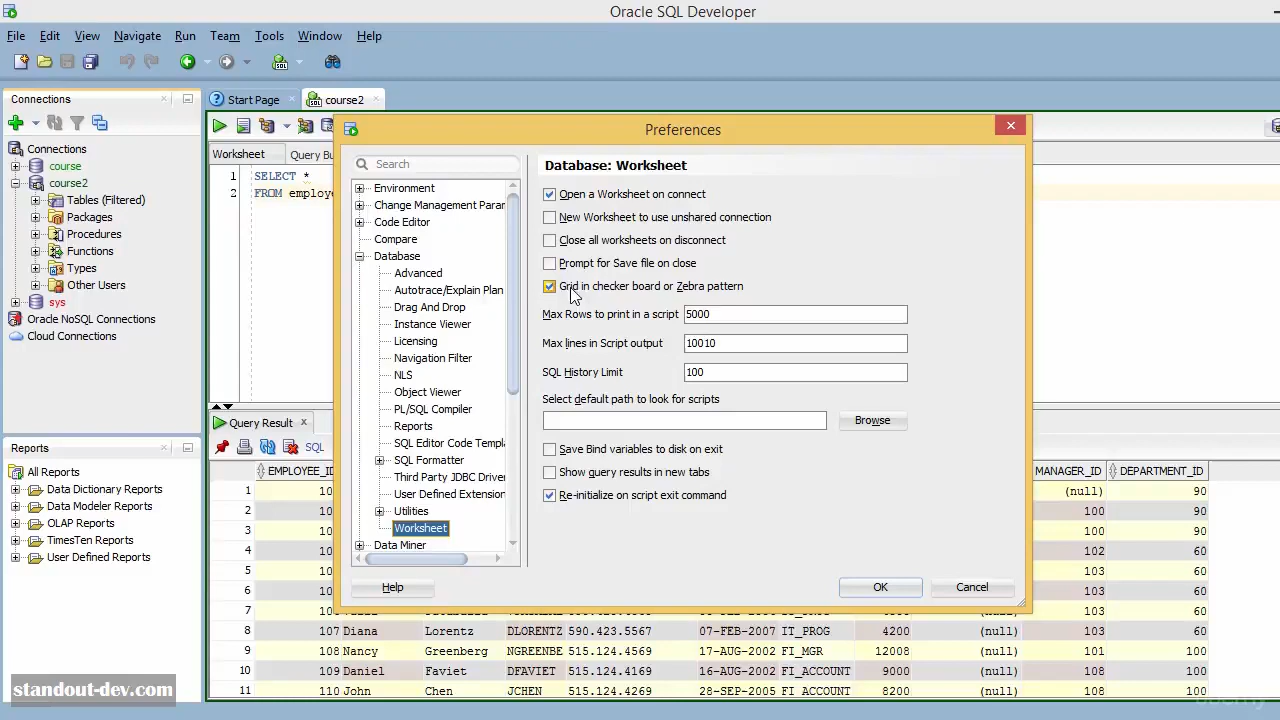 Oracle SQL Developer
File Edit View Navigate Run Team Tools Window Help
Connections
Start Page
course2
Connections
course
course2
Tables (Filtered)
Packages
Procedures
Functions
Types
Other Users
sys
Oracle NoSQL Connections
Cloud Connections
Reports
All Reports
Data Dictionary Reports
Data Modeler Reports
OLAP Reports
TimesTen Reports
User Defined Reports
standout-dev.com
Worksheet Query Bu
1 SELECT *
2 FROM employe
Preferences
Search
Environment
Change Management Parar
Code Editor
Compare
Database
Advanced
Autotrace/Explain Plan
Drag And Drop
Instance Viewer
Licensing
Navigation Filter
NLS
Object Viewer
PL/SQL Compiler
Reports
SQL Editor Code Templ
SQL Formatter
Third Party JDBC Driver
User Defined Extension
Utilities
Worksheet
Data Miner
Database: Worksheet
Open a Worksheet on connect
New Worksheet to use unshared connection
Close all worksheets on disconnect
Prompt for Save file on close
Grid in checker board or Zebra pattern
Max Rows to print in a script 5000
Max lines in Script output 10010
SQL History Limit 100
Select default path to look for scripts
Browse
Save Bind variables to disk on exit
Show query results in new tabs
Re-initialize on script exit command
Help OK Cancel
Query Result
SQL
EMPLOYEE_ID MANAGER_ID DEPARTMENT_ID
1 10 (null) 90
2 10 100 90
3 10 100 90
4 10 102 60
5 10 103 60
6 10 103 60
7 103 60
8 107 Diana Lorentz DLORENTZ 590.423.5567 07-FEB-2007 IT_PROG 4200 (null) 103 60
9 108 Nancy Greenberg NGREENBE 515.124.4569 17-AUG-2002 FI_MGR 12008 (null) 101 100
10 109 Daniel Faviet DFAVIET 515.124.4169 16-AUG-2002 FI_ACCOUNT 9000 (null) 108 100
11 110 John Chen JCHEN 515.124.4269 28-SEP-2005 FI_ACCOUNT 8200 (null) 108 100